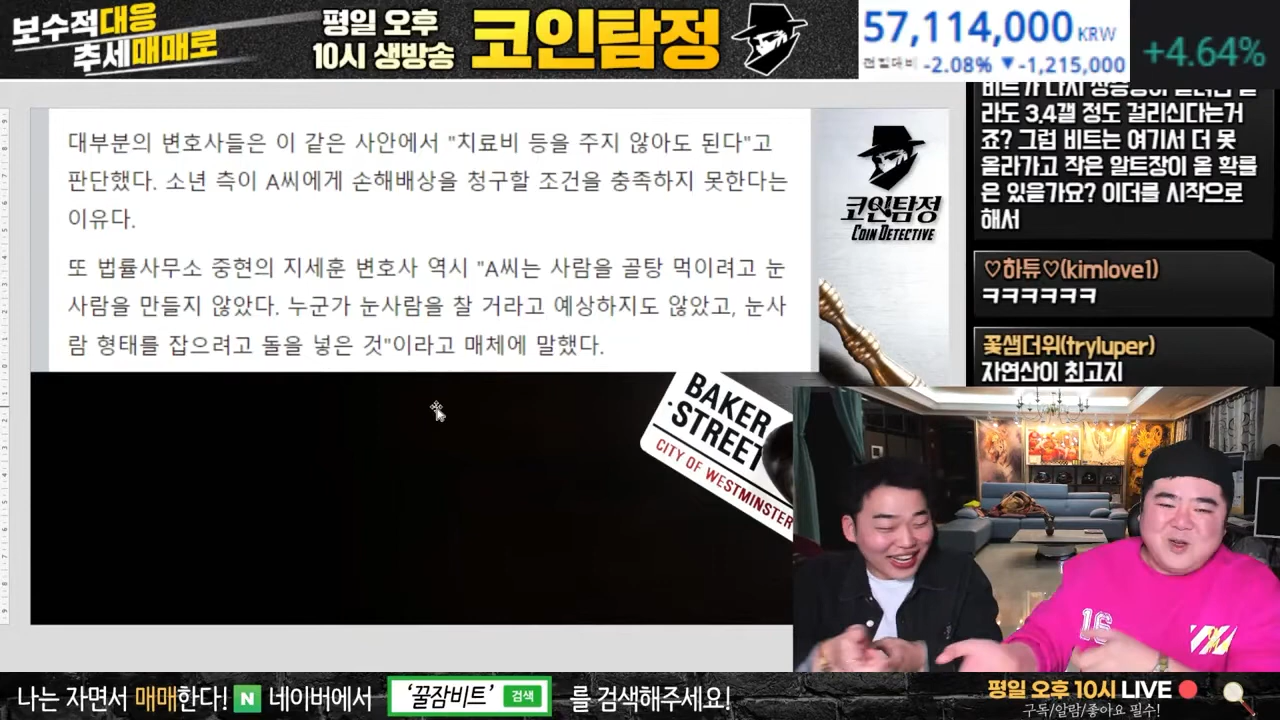 보수적대응
추세매매로
평일 오후
10시 생방송
코인탐정
57,114,000 KRW
전일대비 -2.08% ▼-1,215,000
+4.64%
대부분의 변호사들은 이 같은 사안에서 "치료비 등을 주지 않아도 된다"고
판단했다. 소년 측이 A씨에게 손해배상을 청구할 조건을 충족하지 못한다는
이유다.
또 법률사무소 중현의 지세훈 변호사 역시 "A씨는 사람을 골탕 먹이려고 눈
사람을 만들지 않았다. 누군가 눈사람을 찰 거라고 예상하지도 않았고, 눈사
람 형태를 잡으려고 돌을 넣은 것"이라고 매체에 말했다.
코인탐정
COIN DETECTIVE
BAKER
STREET
CITY OF WESTMINSTER
비트가 다시
라도 3,4갤 정도 걸리신다는거
죠? 그럼 비트는 여기서 더 못
올라가고 작은 알트장이 올 확률
은 있을가요? 이더를 시작으로
해서
♡하튜♡(kimlove1)
ㅋㅋㅋㅋㅋㅋ
꽃샘더위(tryluper)
자연산이 최고지
16
나는 자면서 매매한다! N 네이버에서 '꿀잠비트' 검색 를 검색해주세요!
평일 오후 10시 LIVE
구독/알람/좋아요 필수!